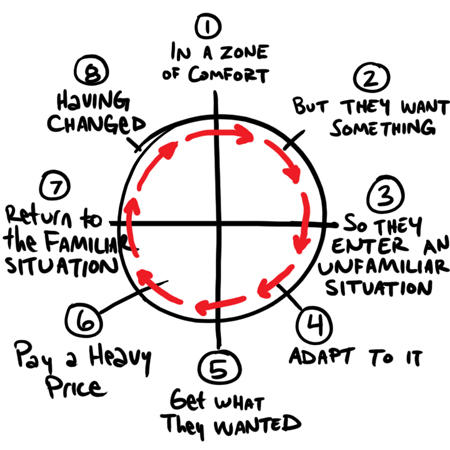 1
IN A ZONE
OF COMFORT
2
BUT THEY WANT
SOMETHING
3
SO THEY
ENTER AN
UNFAMILIAR
SITUATION
4
ADAPT TO IT
5
Get WHAT
They WANTED
6
Pay a Heavy
Price
7
Return to
the FAMILIAR
SITUATION
8
HAVING
CHANGED